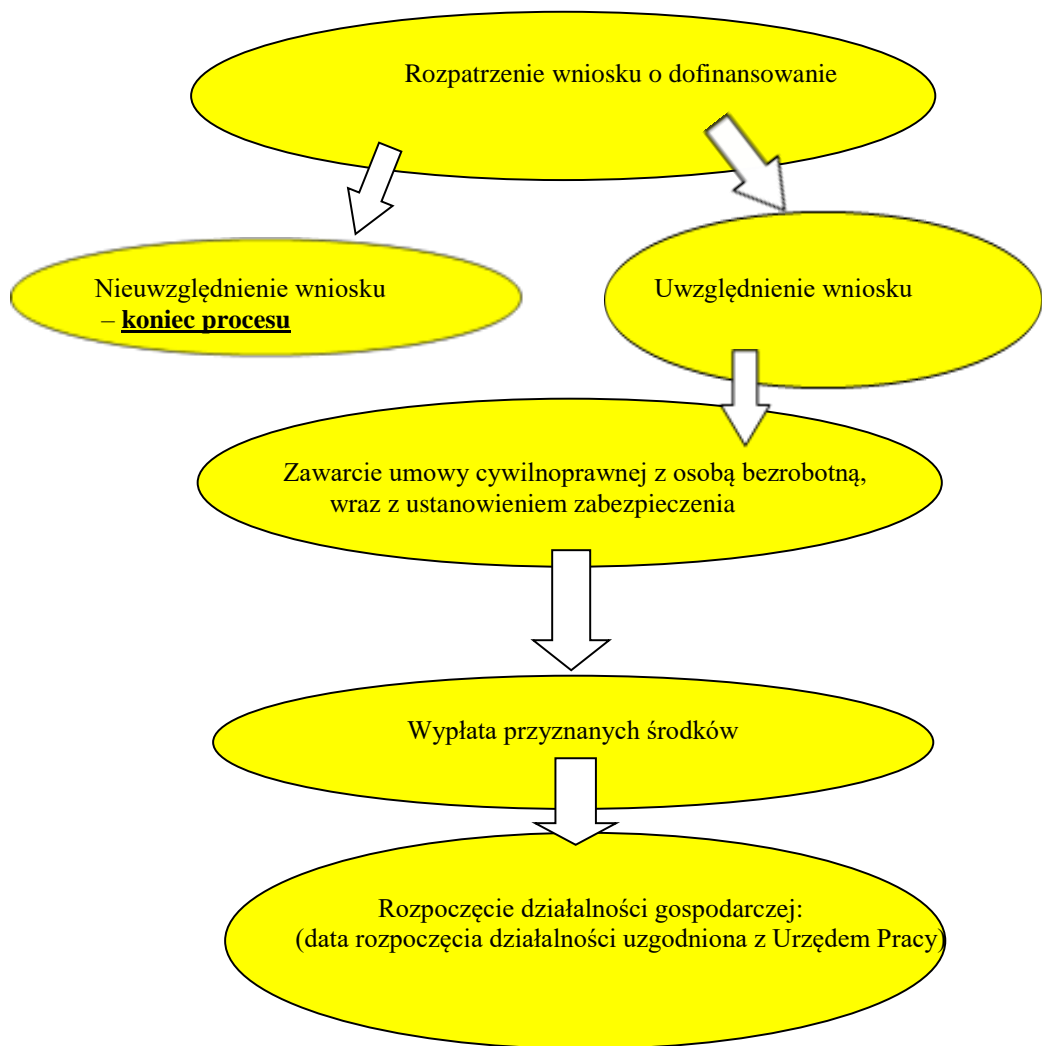 Rozpatrzenie wniosku o dofinansowanie
Nieuwzględnienie wniosku
– koniec procesu
Uwzględnienie wniosku
Zawarcie umowy cywilnoprawnej z osobą bezrobotną,
wraz z ustanowieniem zabezpieczenia
Wypłata przyznanych środków
Rozpoczęcie działalności gospodarczej:
(data rozpoczęcia działalności uzgodniona z Urzędem Pracy)